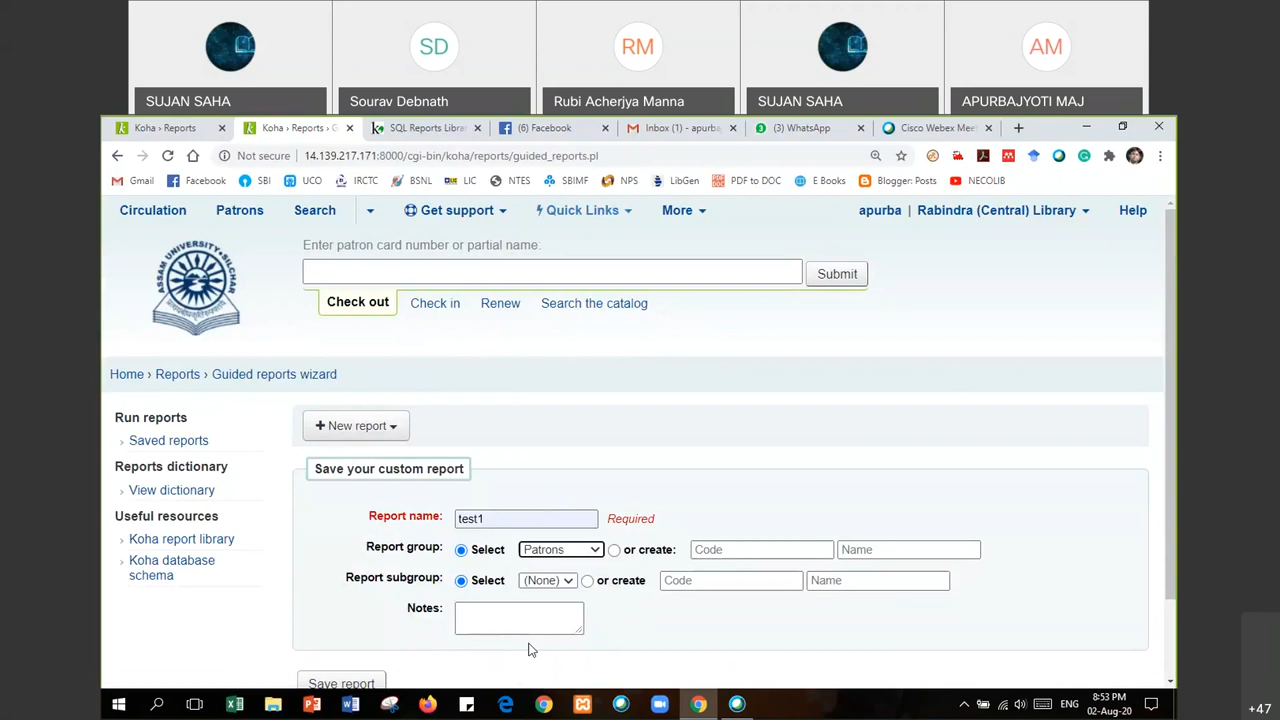 SD
RM
AM
SUJAN SAHA
Sourav Debnath
Rubi Acherjya Manna
SUJAN SAHA
APURBAJYOTI MAJ
Koha › Reports
Koha › Reports › G
SQL Reports Libra
(6) Facebook
Inbox (1) - apurba
(3) WhatsApp
Cisco Webex Mee
Not secure
14.139.217.171:8000/cgi-bin/koha/reports/guided_reports.pl
Gmail
Facebook
SBI
UCO
IRCTC
BSNL
LIC
NTES
SBIMF
NPS
LibGen
PDF to DOC
E Books
Blogger: Posts
NECOLIB
Circulation
Patrons
Search
Get support
Quick Links
More
apurba | Rabindra (Central) Library
Help
ASSAM UNIVERSITY-SILCHAR
Enter patron card number or partial name:
Submit
Check out
Check in
Renew
Search the catalog
Home › Reports › Guided reports wizard
Run reports
› Saved reports
Reports dictionary
› View dictionary
Useful resources
› Koha report library
› Koha database
schema
+ New report
Save your custom report
Report name: test1 Required
Report group: Select Patrons or create: Code Name
Report subgroup: Select (None) or create Code Name
Notes:
Save report
ENG
8:53 PM
02-Aug-20
+47